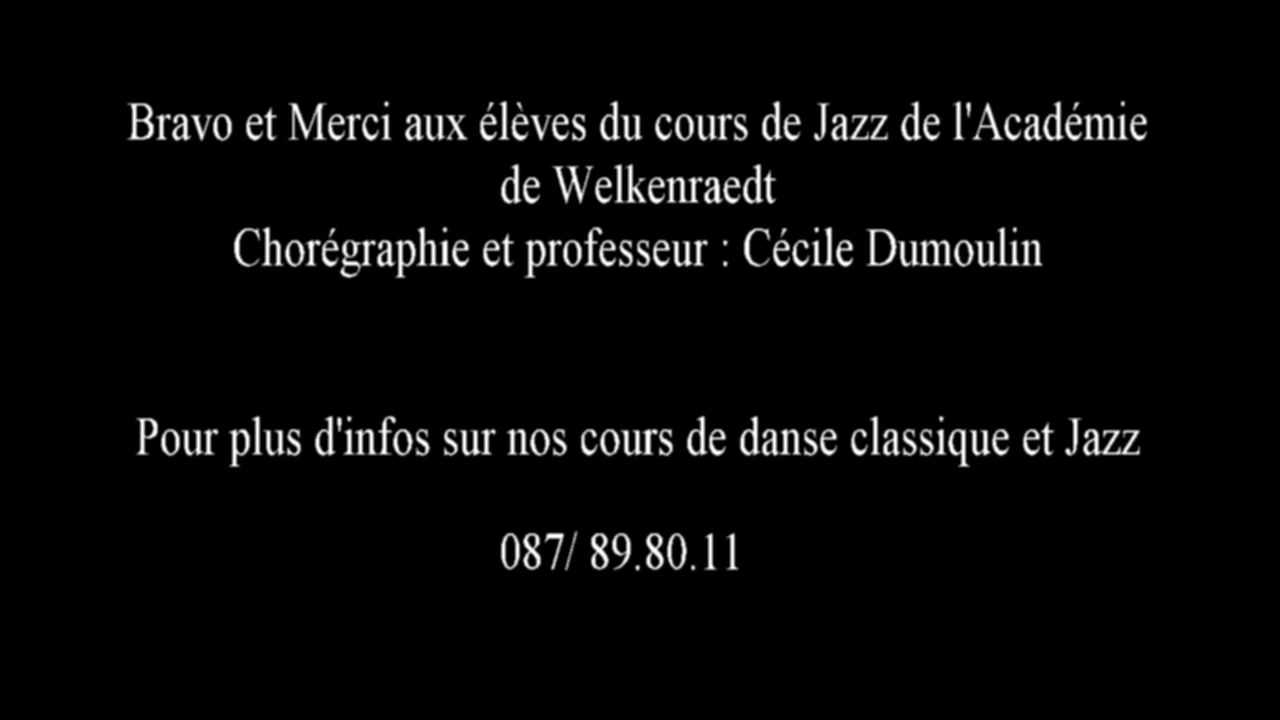 Bravo et Merci aux élèves du cours de Jazz de l'Académie
de Welkenraedt
Chorégraphie et professeur : Cécile Dumoulin
Pour plus d'infos sur nos cours de danse classique et Jazz
087/ 89.80.11